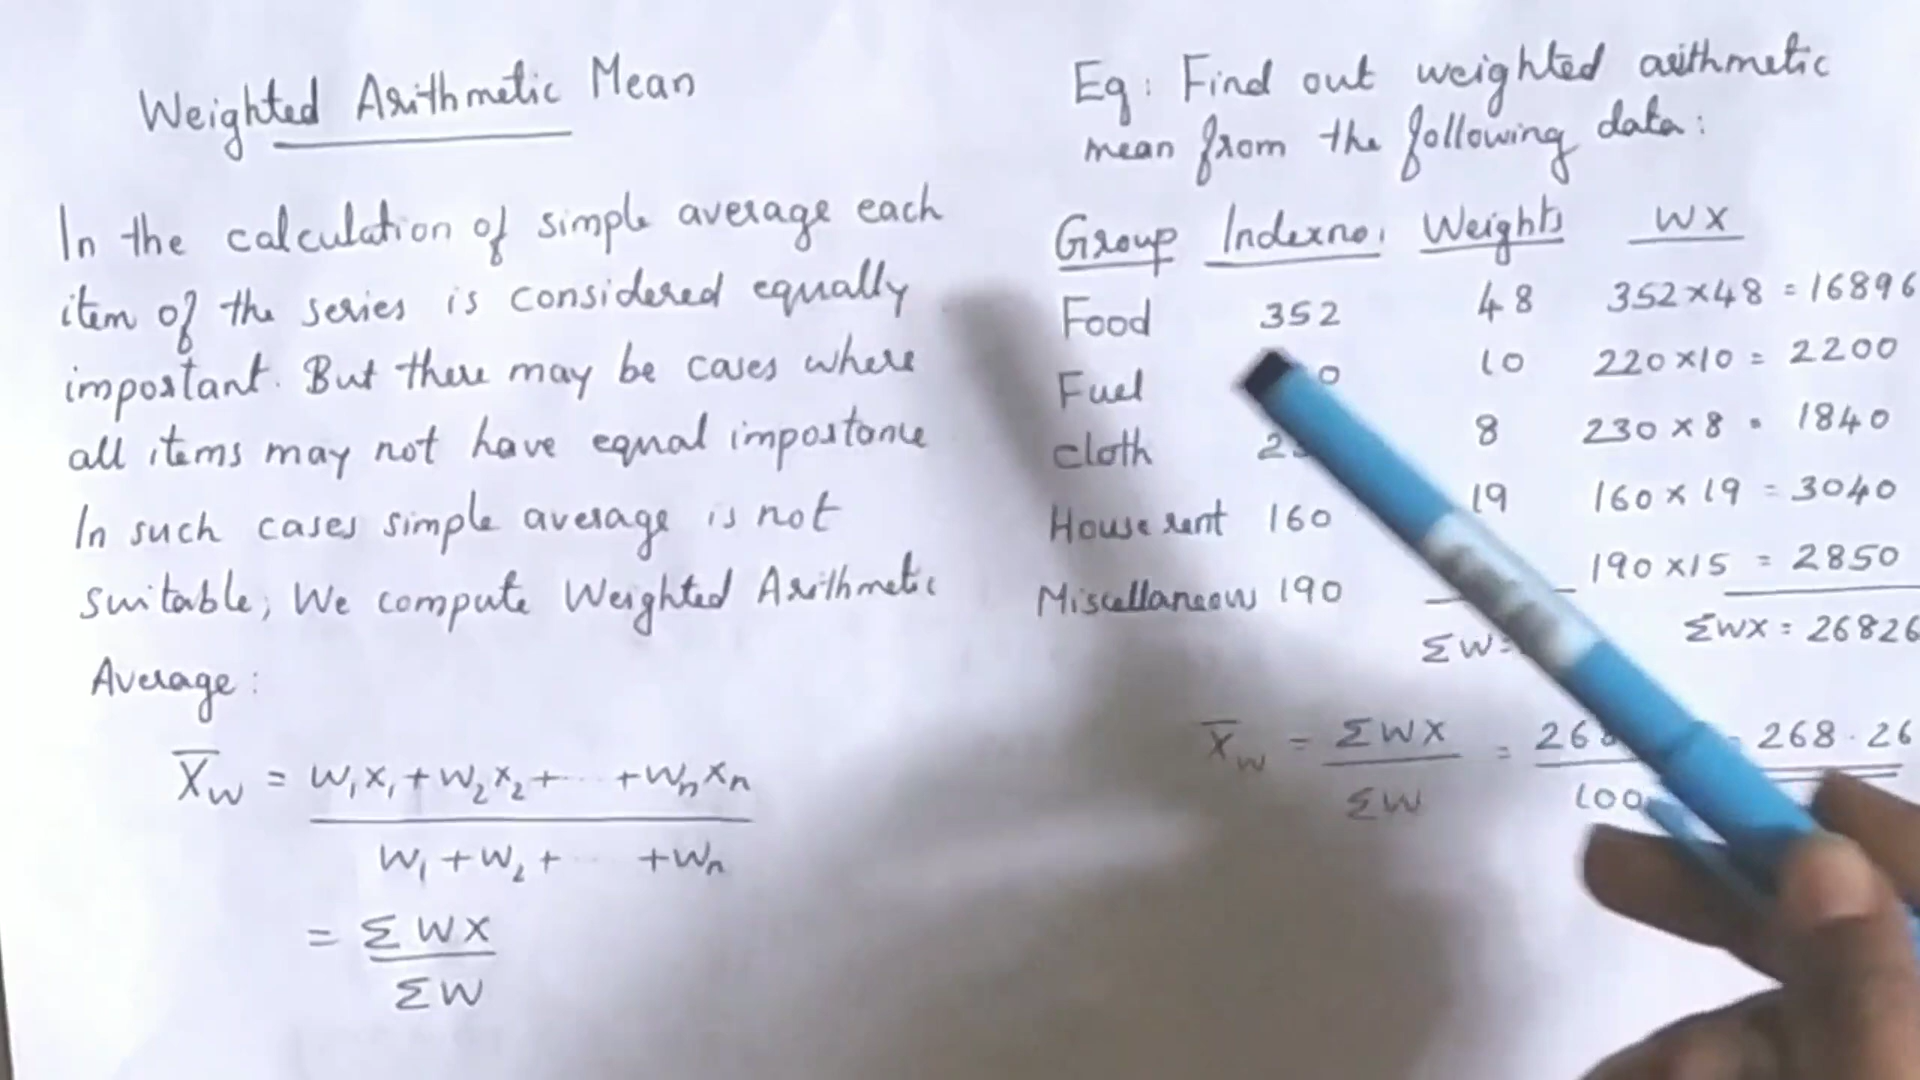 Weighted Arithmetic Mean
In the calculation of simple average each
item of the series is considered equally
important. But there may be cases where
all items may not have equal importance
In such cases simple average is not
suitable, We compute Weighted Arithmetic
Average:
X̅w = W₁x₁ + W₂x₂ + ... + Wₙxₙ
W₁ + W₂ + ... + Wₙ
= ΣWX
ΣW
Eg: Find out weighted arithmetic
mean from the following data:
Group Indexno. Weights WX
Food 352 48 352×48 = 16896
Fuel 10 220×10 = 2200
cloth 8 230×8 = 1840
House rent 160 19 160×19 = 3040
Miscellaneous 190 190×15 = 2850
ΣW= ΣWX = 26826
X̅w = ΣWX = = 268.26
ΣW 100